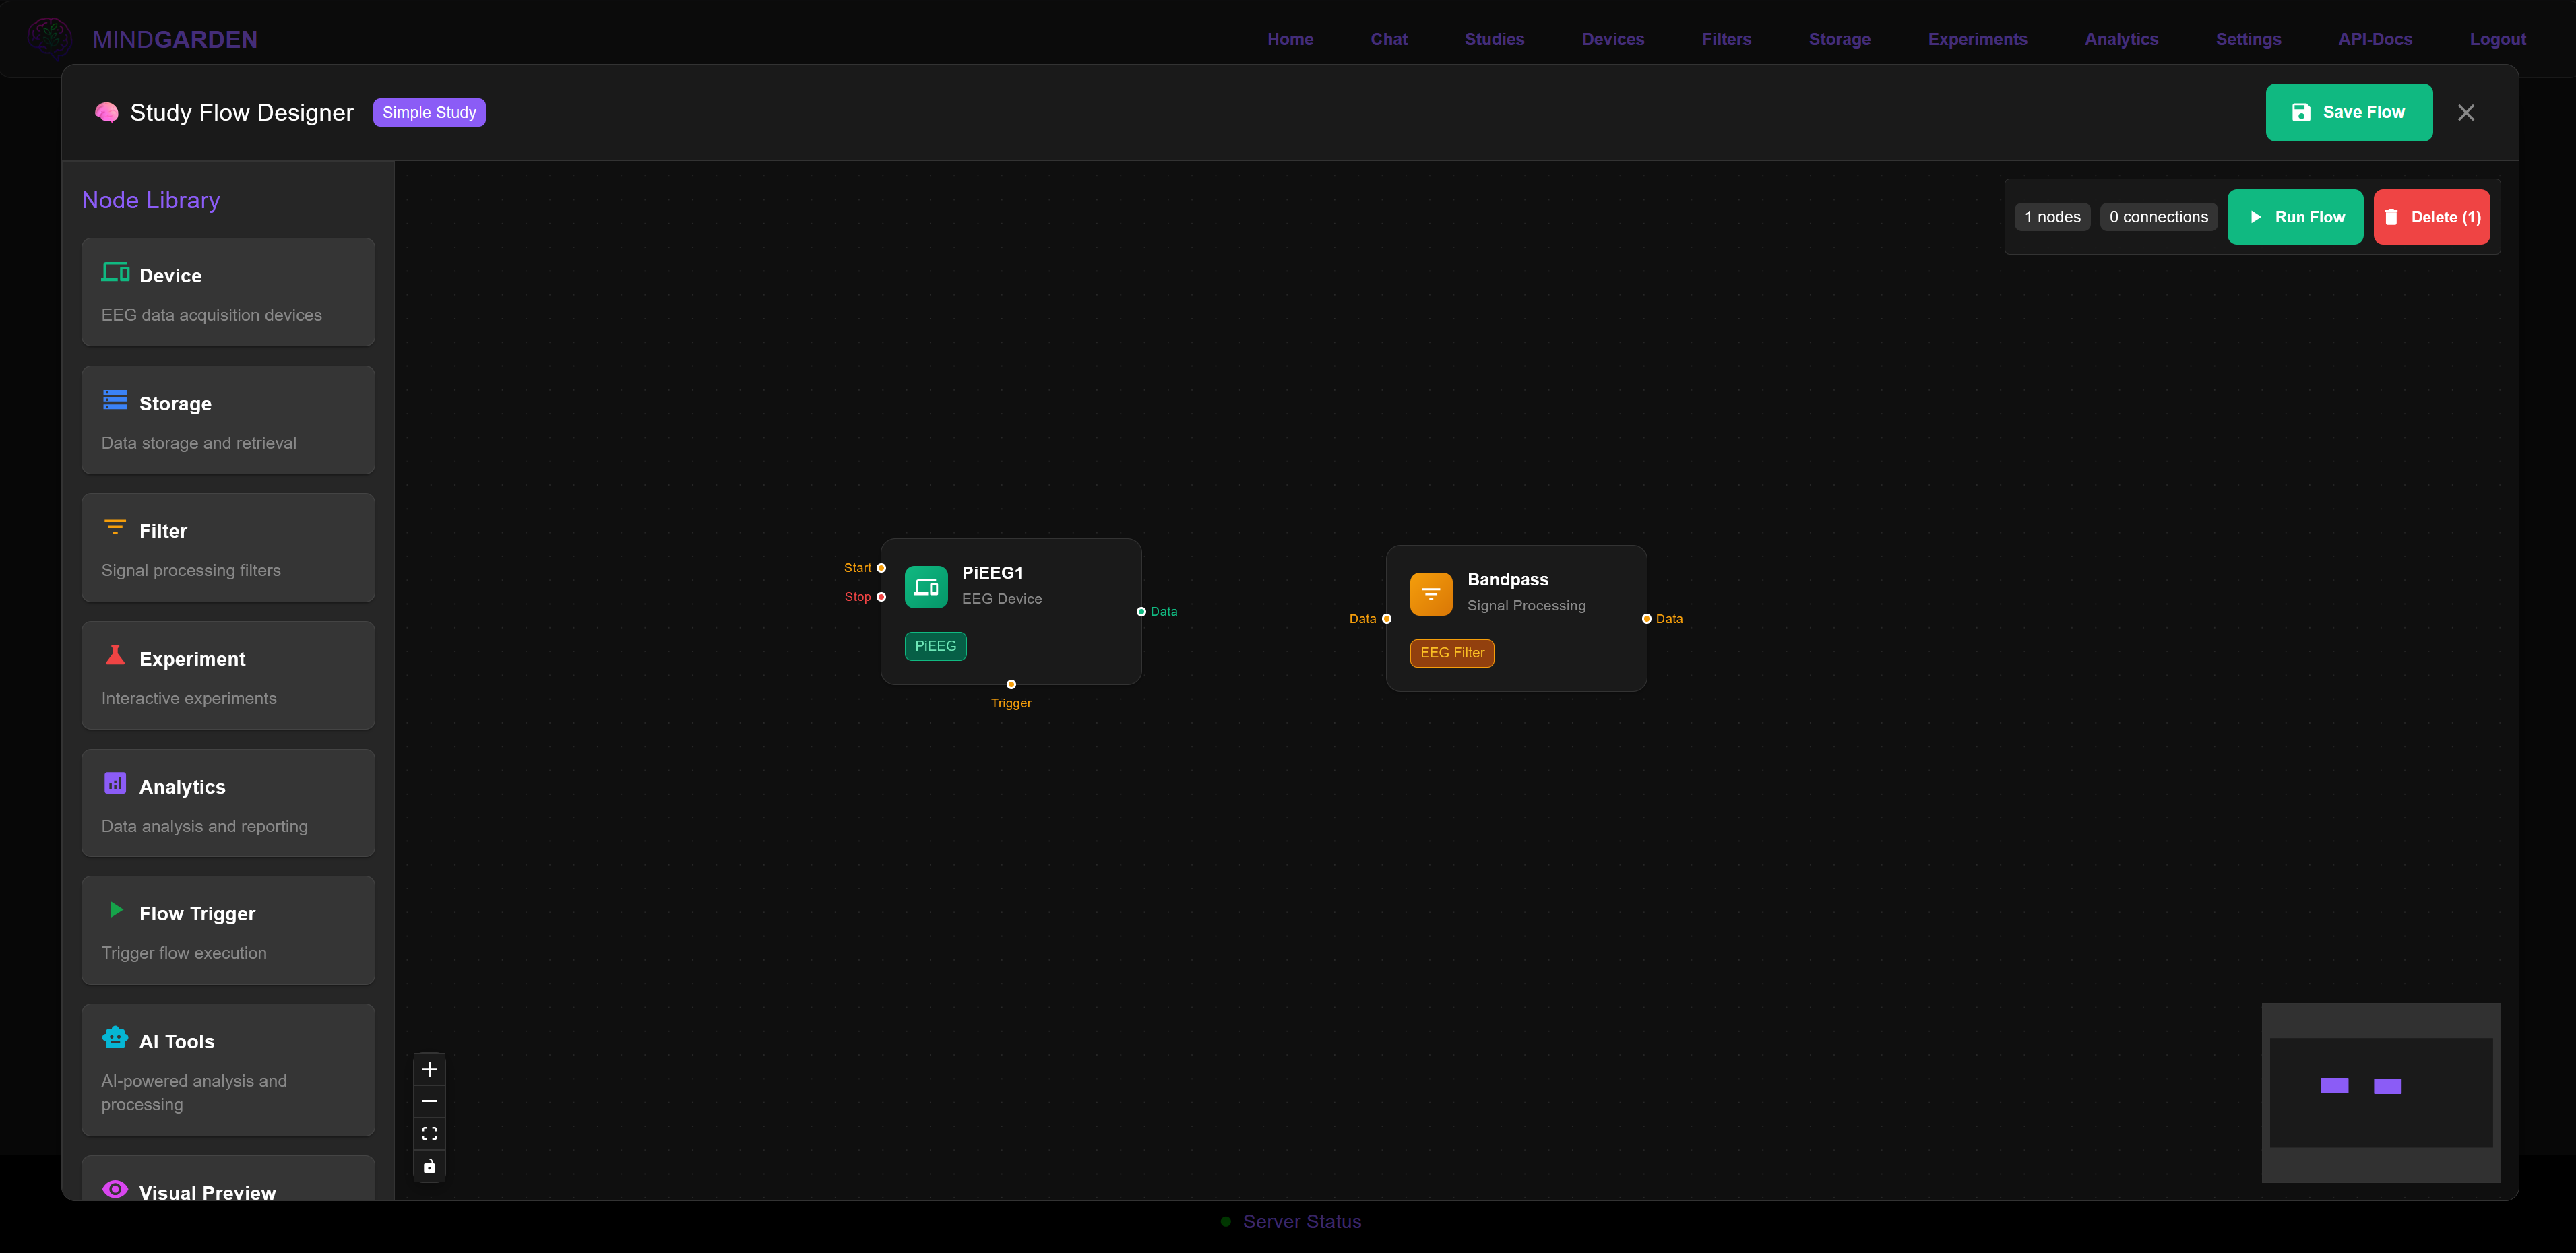 MINDGARDEN
Home Chat Studies Devices Filters Storage Experiments Analytics Settings API-Docs Logout
Study Flow Designer Simple Study
Save Flow
Node Library
Device
EEG data acquisition devices
Storage
Data storage and retrieval
Filter
Signal processing filters
Experiment
Interactive experiments
Analytics
Data analysis and reporting
Flow Trigger
Trigger flow execution
AI Tools
AI-powered analysis and
processing
Visual Preview
1 nodes 0 connections Run Flow Delete (1)
Start
Stop
PiEEG1
EEG Device
PiEEG
Data
Trigger
Data
Bandpass
Signal Processing
EEG Filter
Data
Server Status